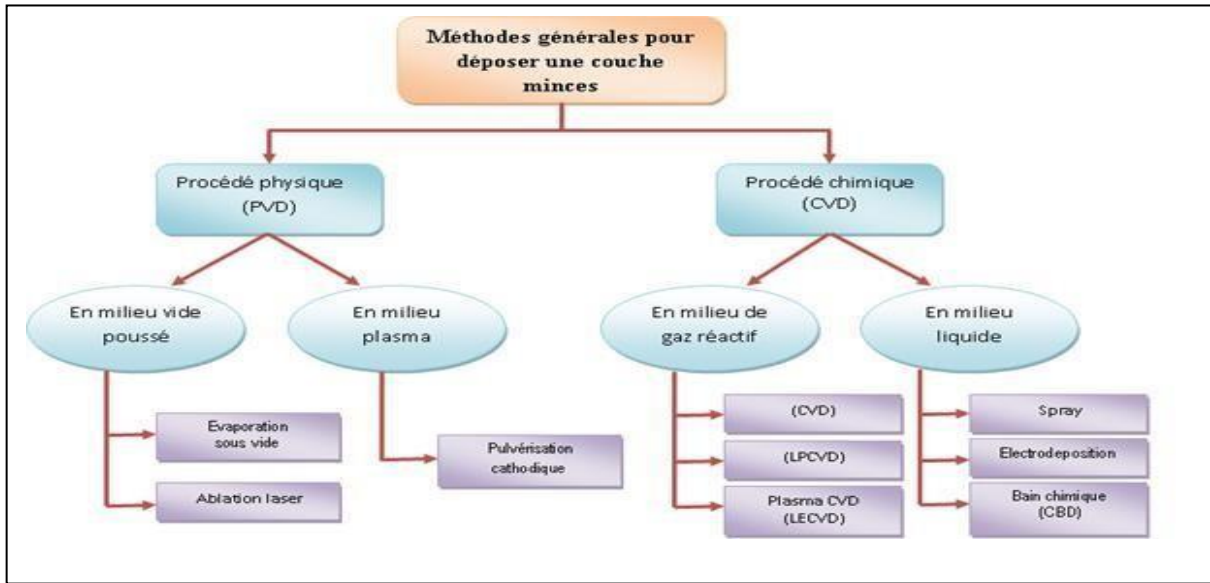 Méthodes générales pour
déposer une couche
minces
Procédé physique
(PVD)
Procédé chimique
(CVD)
En milieu vide
poussé
En milieu
plasma
En milieu de
gaz réactif
En milieu
liquide
Evaporation
sous vide
Ablation laser
Pulvérisation
cathodique
(CVD)
(LPCVD)
Plasma CVD
(LECVD)
Spray
Electrodeposition
Bain chimique
(CBD)